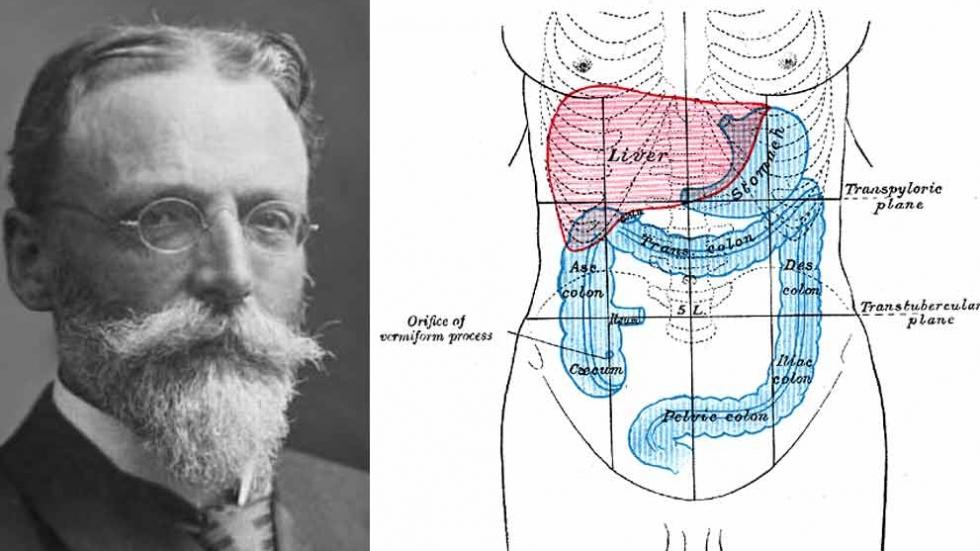 Liver
Stomach
Transpyloric
plane
Trans. colon
Asc.
colon
Des.
colon
5 L.
Ileum
Transtubercular
plane
Orifice of
vermiform process
Cæcum
Iliac
colon
Pelvic colon